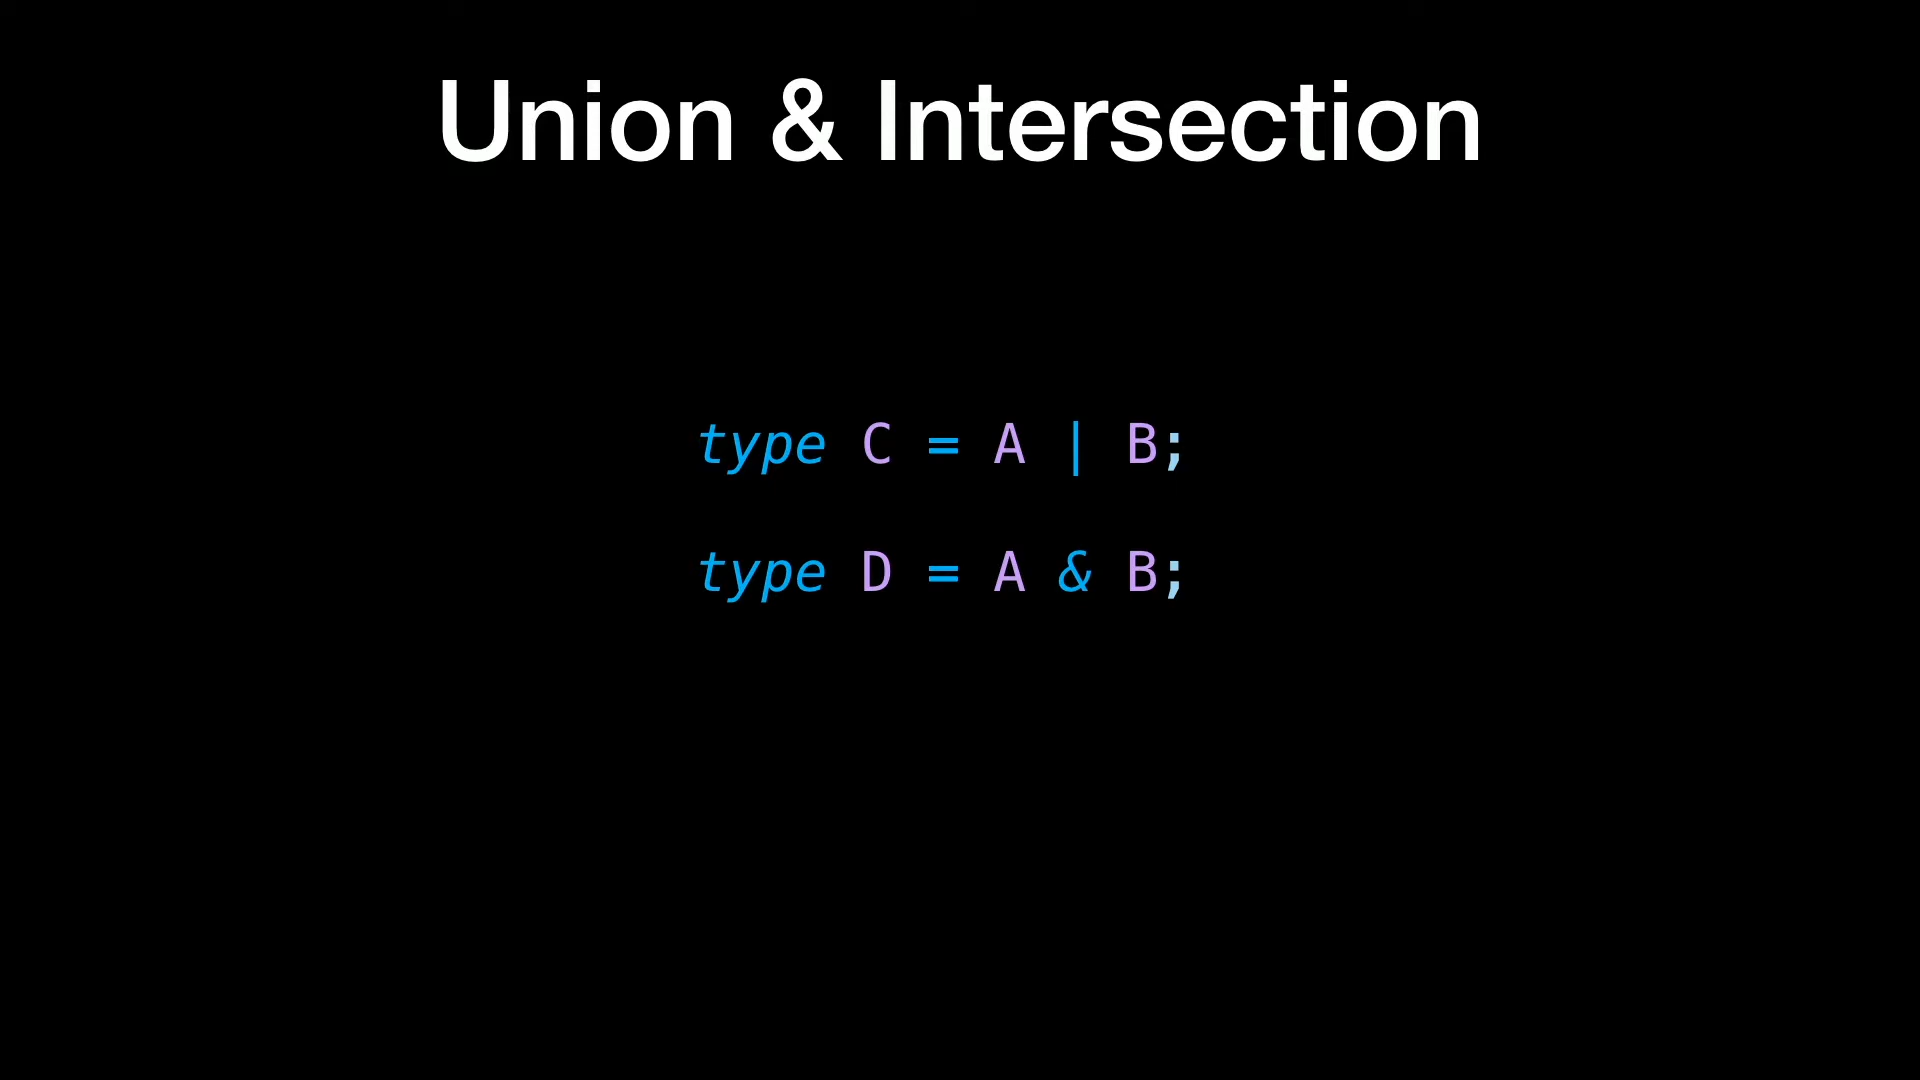 Union & Intersection
type C = A | B;
type D = A & B;